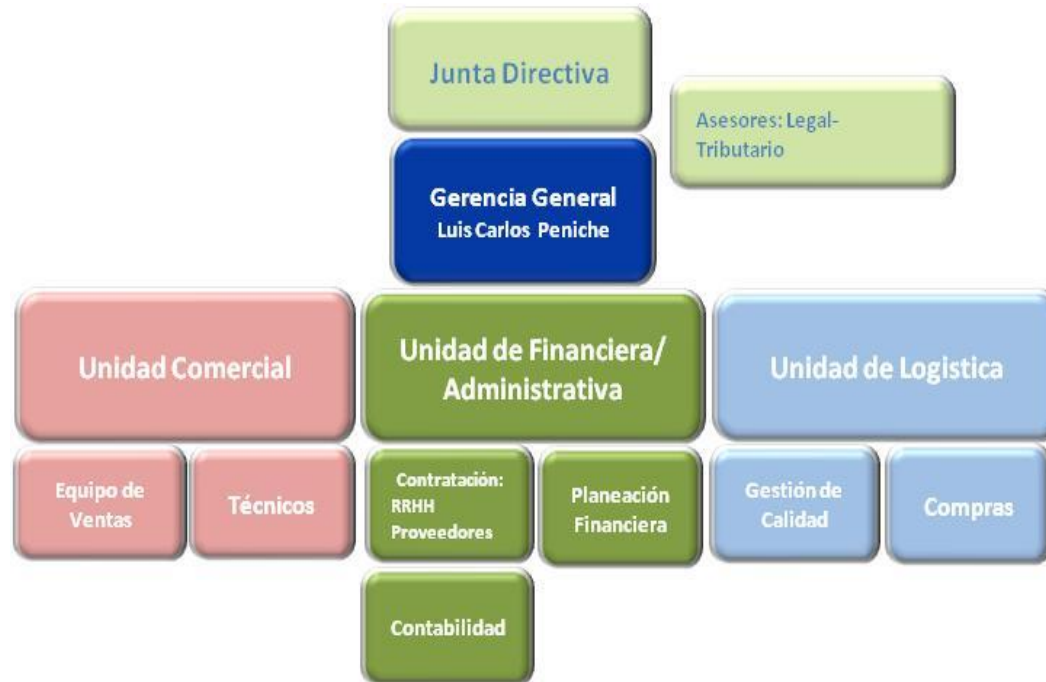 Junta Directiva
Asesores: Legal-
Tributario
Gerencia General
Luis Carlos Peniche
Unidad Comercial
Unidad de Financiera/
Administrativa
Unidad de Logistica
Equipo de
Ventas
Técnicos
Contratación:
RRHH
Proveedores
Planeación
Financiera
Gestión de
Calidad
Compras
Contabilidad